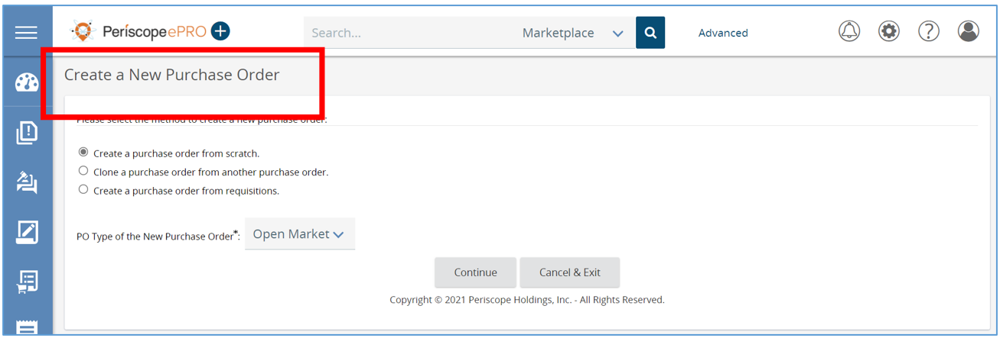 Periscope ePRO
Search... Marketplace Advanced
Create a New Purchase Order
Please select the method to create a new purchase order:
Create a purchase order from scratch.
Clone a purchase order from another purchase order.
Create a purchase order from requisitions.
PO Type of the New Purchase Order*: Open Market
Continue Cancel & Exit
Copyright © 2021 Periscope Holdings, Inc. - All Rights Reserved.